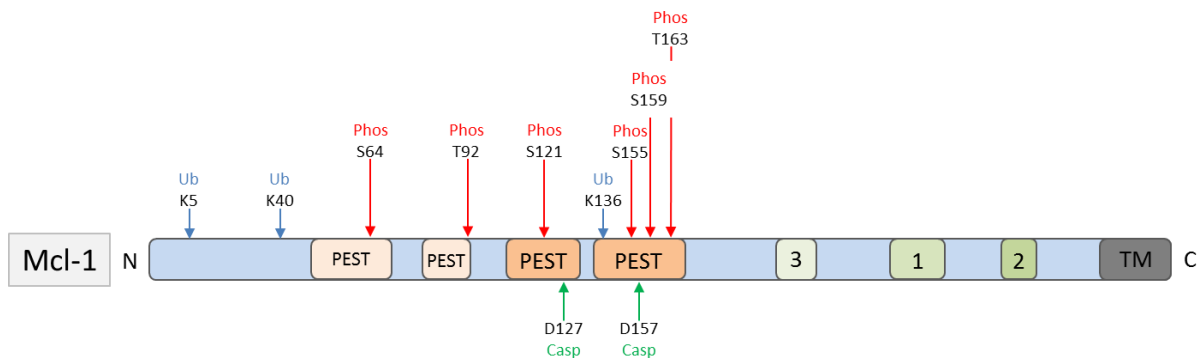 Phos
T163
Phos
S159
Phos
S64
Phos
T92
Phos
S121
Phos
S155
Ub
K5
Ub
K40
Ub
K136
Mcl-1
N
PEST
PEST
PEST
PEST
3
1
2
TM
C
D127
Casp
D157
Casp